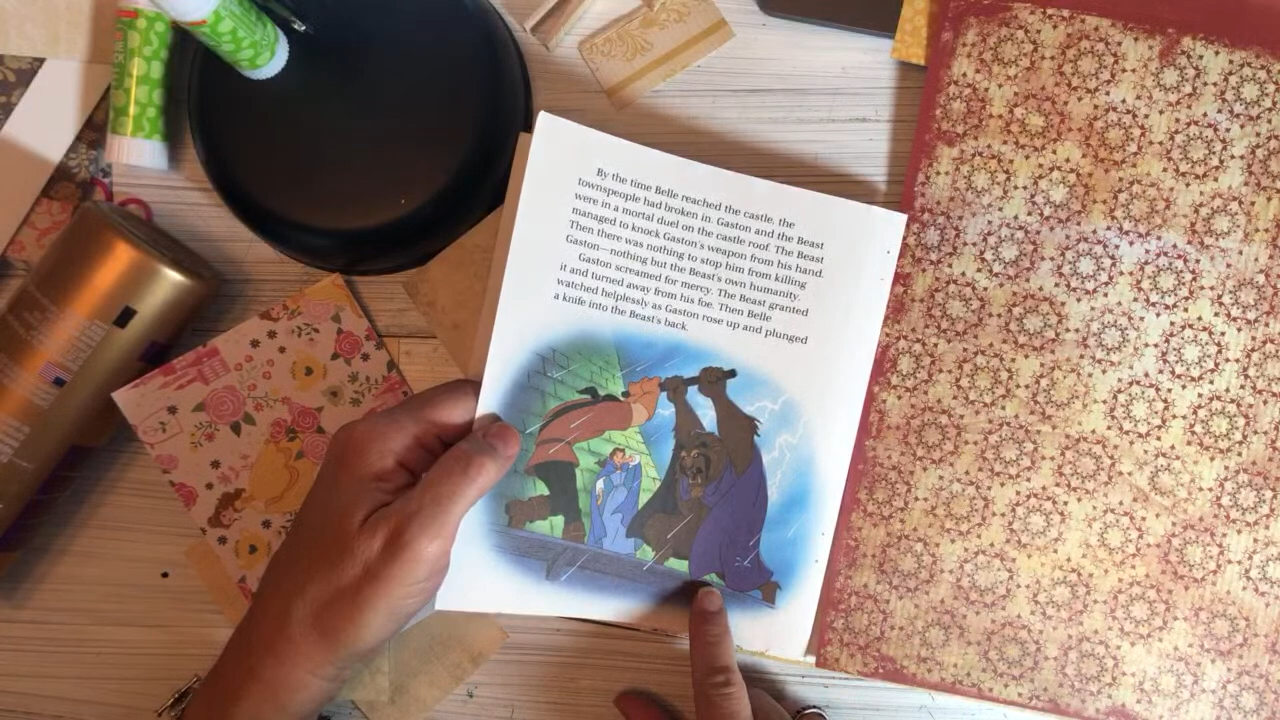 By the time Belle reached the castle, the
townspeople had broken in. Gaston and the Beast
were in a mortal duel on the castle roof. The Beast
managed to knock Gaston's weapon from his hand.
Then there was nothing to stop him from killing
Gaston—nothing but the Beast's own humanity.
Gaston screamed for mercy. The Beast granted
it and turned away from his foe. Then Belle
watched helplessly as Gaston rose up and plunged
a knife into the Beast's back.